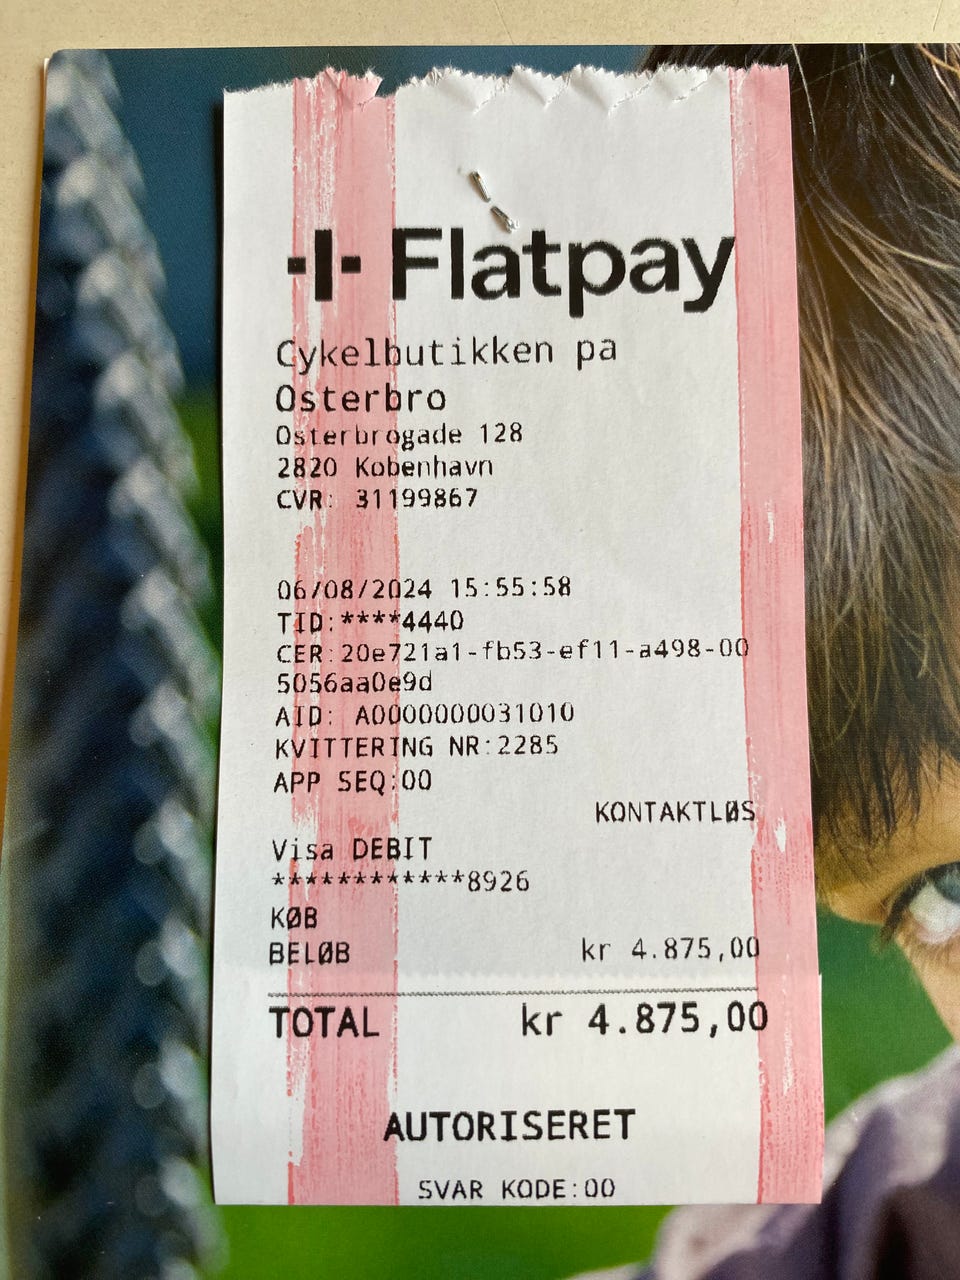 Flatpay
Cykelbutikken pa
Osterbro
Osterbrogade 128
2820 Kobenhavn
CVR: 31199867
06/08/2024 15:55:58
TID:****4440
CER:20e721a1-fb53-ef11-a498-00
5056aa0e9d
AID: A0000000031010
KVITTERING NR:2285
APP SEQ:00
KONTAKTLØS
Visa DEBIT
************8926
KØB
BELØB kr 4.875,00
TOTAL kr 4.875,00
AUTORISERET
SVAR KODE:00